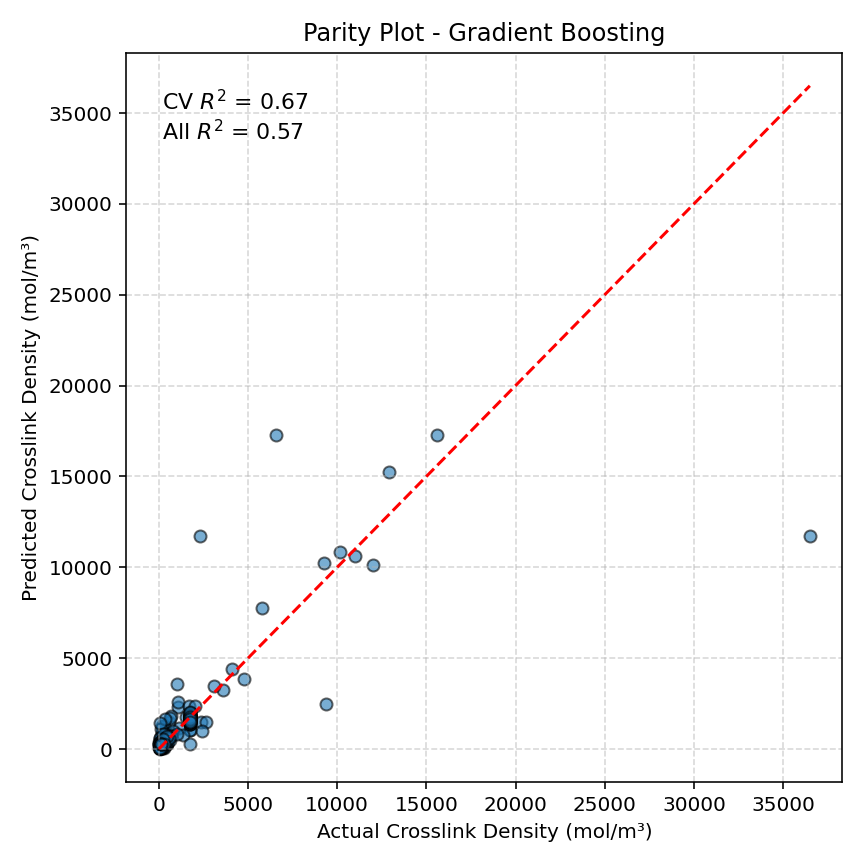 Parity Plot - Gradient Boosting
CV R² = 0.67
All R² = 0.57
35000
30000
25000
20000
15000
10000
5000
0
Predicted Crosslink Density (mol/m³)
0 5000 10000 15000 20000 25000 30000 35000
Actual Crosslink Density (mol/m³)